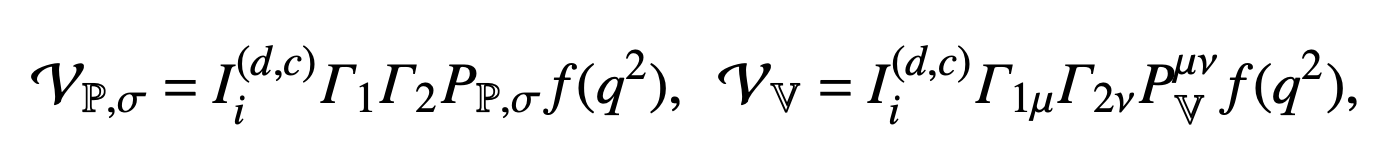 𝒱_{ℙ,σ} = I_i^{(d,c)} Γ_1 Γ_2 P_{ℙ,σ} f(q^2), 𝒱_𝕍 = I_i^{(d,c)} Γ_{1μ} Γ_{2ν} P_𝕍^{μν} f(q^2),